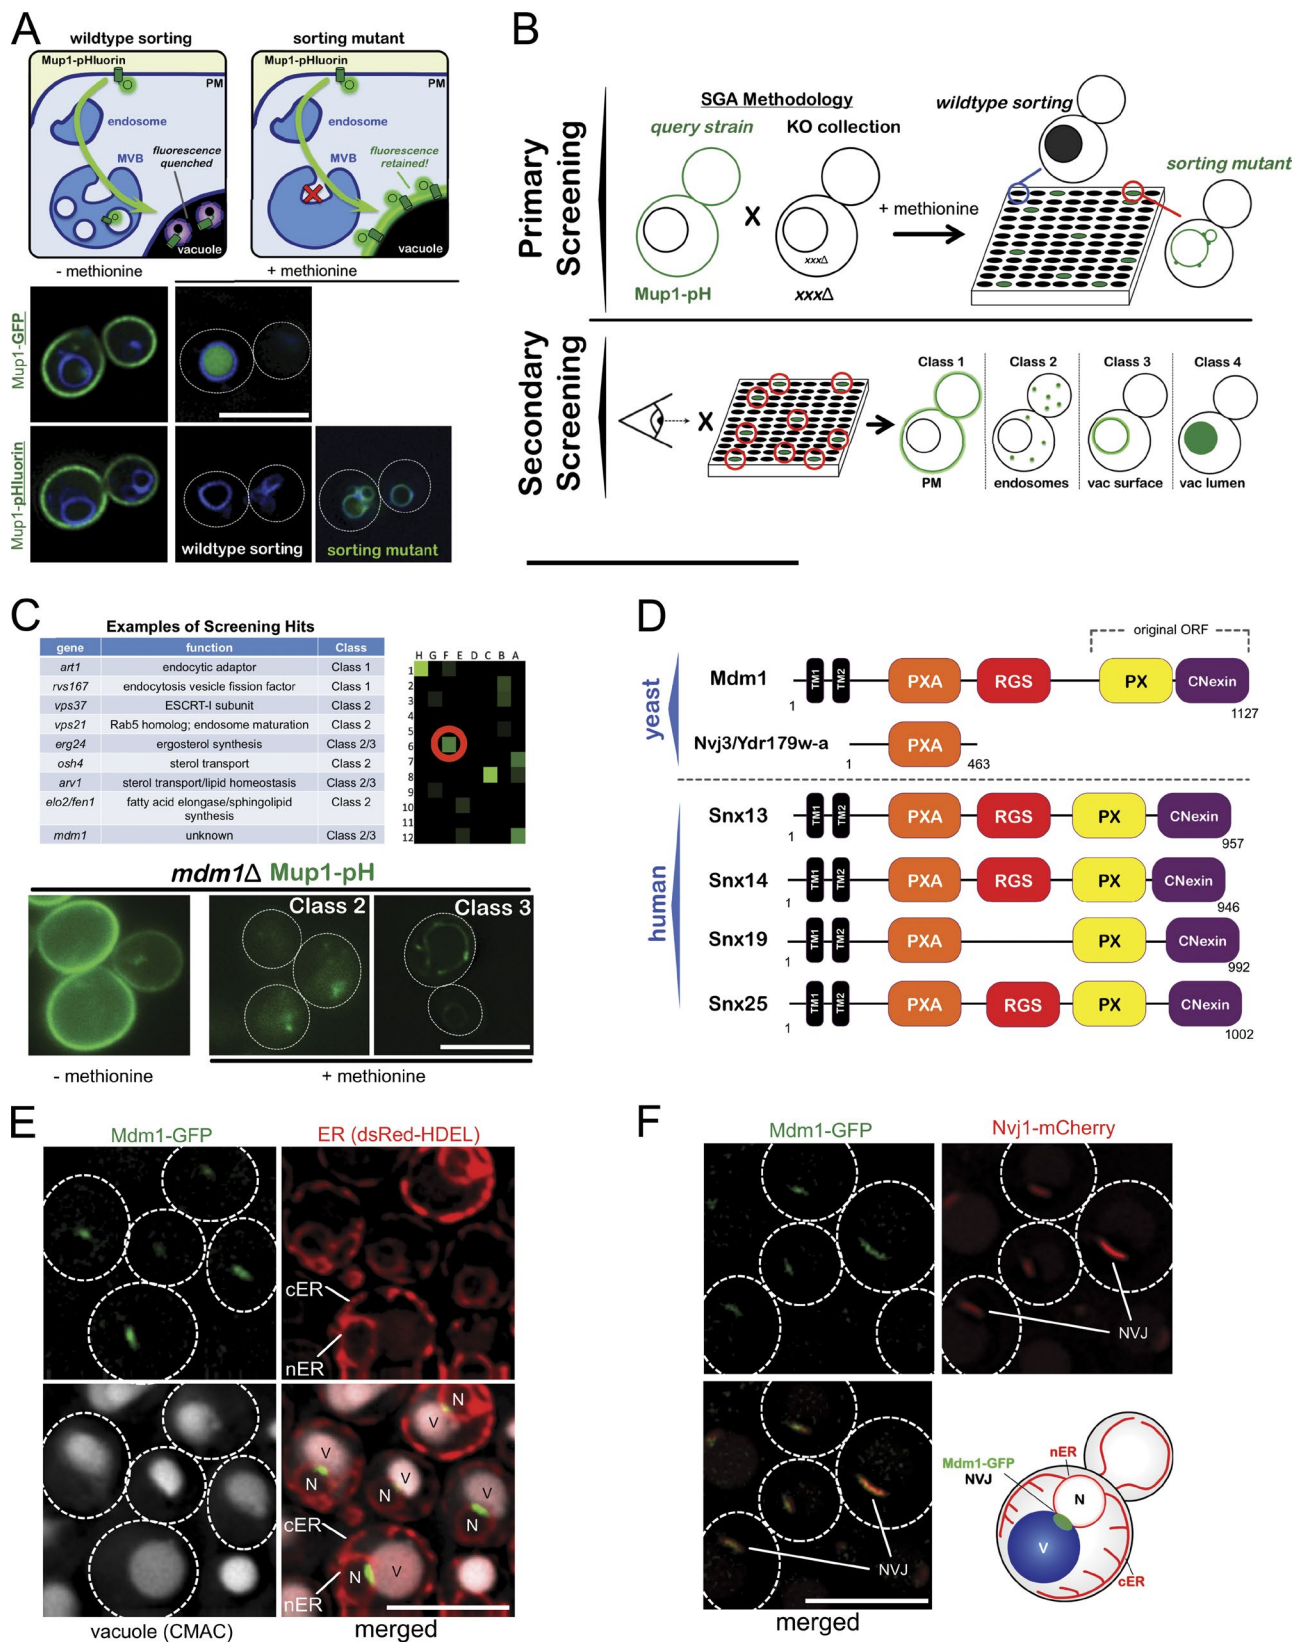 A
wildtype sorting
sorting mutant
Mup1-pHluorin
PM
endosome
MVB
fluorescence
quenched
vacuole
Mup1-pHluorin
PM
endosome
MVB
fluorescence
retained!
vacuole
- methionine
+ methionine
Mup1-GFP
Mup1-pHluorin
wildtype sorting
sorting mutant
B
Primary
Screening
SGA Methodology
query strain
KO collection
X
xxxΔ
Mup1-pH
xxxΔ
+ methionine
wildtype sorting
sorting mutant
Secondary
Screening
X
Class 1
Class 2
Class 3
Class 4
PM
endosomes
vac surface
vac lumen
C
Examples of Screening Hits
gene function Class
art1 endocytic adaptor Class 1
rvs167 endocytosis vesicle fission factor Class 1
vps37 ESCRT-I subunit Class 2
vps21 Rab5 homolog; endosome maturation Class 2
erg24 ergosterol synthesis Class 2/3
osh4 sterol transport Class 2
arv1 sterol transport/lipid homeostasis Class 2/3
elo2/fen1 fatty acid elongase/sphingolipid synthesis Class 2
mdm1 unknown Class 2/3
H G F E D C B A
1
2
3
4
5
6
7
8
9
10
11
12
mdm1Δ Mup1-pH
Class 2
Class 3
- methionine
+ methionine
D
original ORF
yeast
Mdm1
1
TM1
TM2
PXA
RGS
PX
CNexin
1127
Nvj3/Ydr179w-a
1
PXA
463
human
Snx13
1
TM1
TM2
PXA
RGS
PX
CNexin
957
Snx14
1
TM1
TM2
PXA
RGS
PX
CNexin
946
Snx19
1
TM1
TM2
PXA
PX
CNexin
992
Snx25
1
TM1
TM2
PXA
RGS
PX
CNexin
1002
E
Mdm1-GFP
ER (dsRed-HDEL)
cER
nER
N
V
V
N
V
N
V
N
cER
N
V
nER
vacuole (CMAC)
merged
F
Mdm1-GFP
Nvj1-mCherry
NVJ
NVJ
merged
nER
Mdm1-GFP
NVJ
N
V
cER